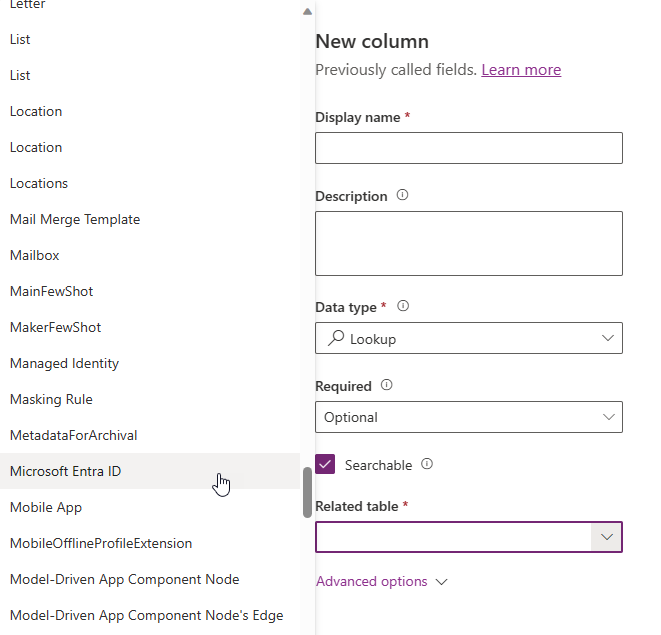 Letter
List
List
Location
Location
Locations
Mail Merge Template
Mailbox
MainFewShot
MakerFewShot
Managed Identity
Masking Rule
MetadataForArchival
Microsoft Entra ID
Mobile App
MobileOfflineProfileExtension
Model-Driven App Component Node
Model-Driven App Component Node's Edge
New column
Previously called fields. Learn more
Display name *
Description
Data type *
Lookup
Required
Optional
Searchable
Related table *
Advanced options